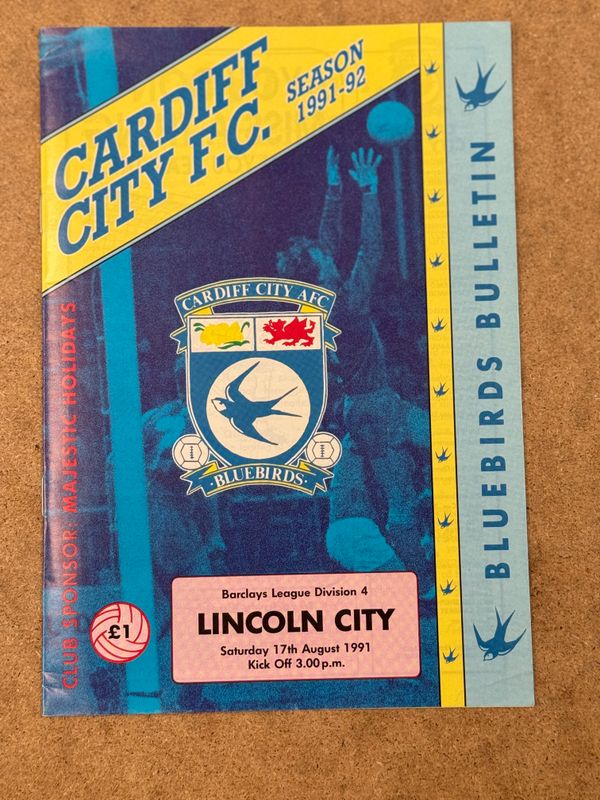 CARDIFF
CITY F.C.
SEASON
1991-92
BLUEBIRDS BULLETIN
CARDIFF CITY AFC
BLUEBIRDS
CLUB SPONSOR: MAJESTIC HOLIDAYS
£1
Barclays League Division 4
LINCOLN CITY
Saturday 17th August 1991
Kick Off 3.00 p.m.